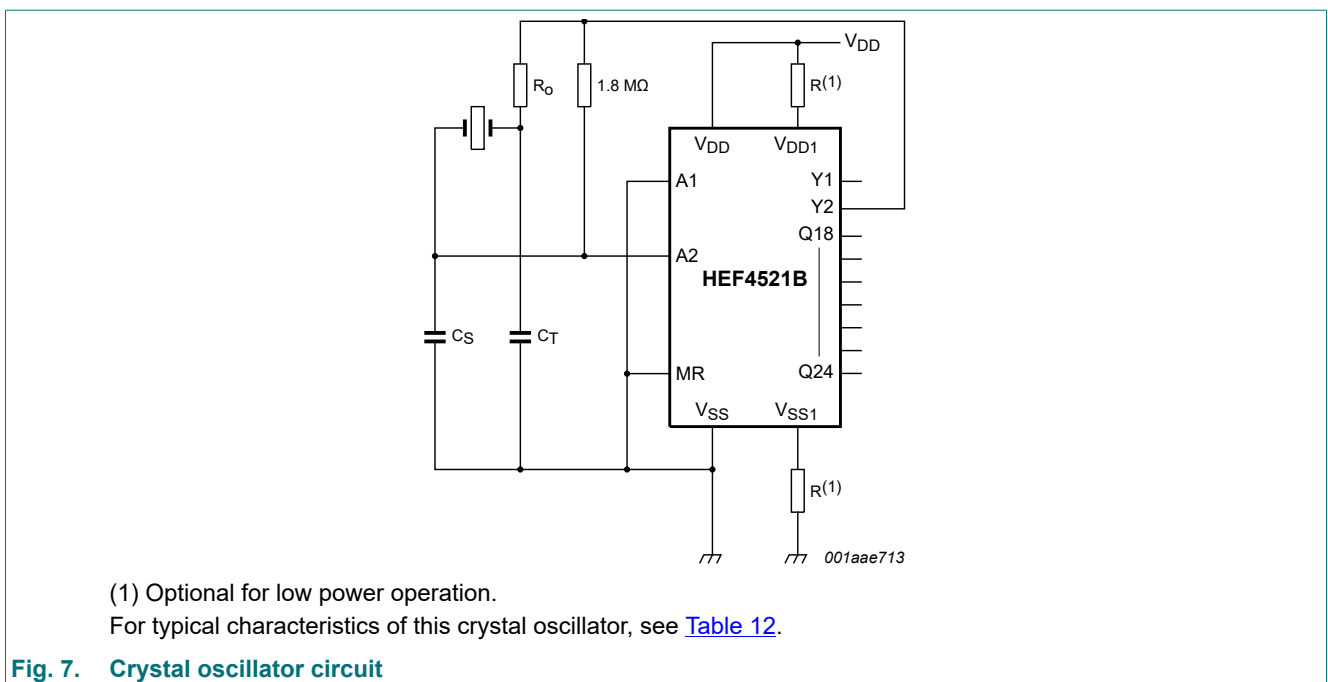 VDD
Ro
1.8 MΩ
R(1)
VDD
VDD1
A1
Y1
Y2
Q18
A2
HEF4521B
CS
CT
MR
Q24
VSS
VSS1
R(1)
001aae713
(1) Optional for low power operation.
For typical characteristics of this crystal oscillator, see Table 12.
Fig. 7. Crystal oscillator circuit